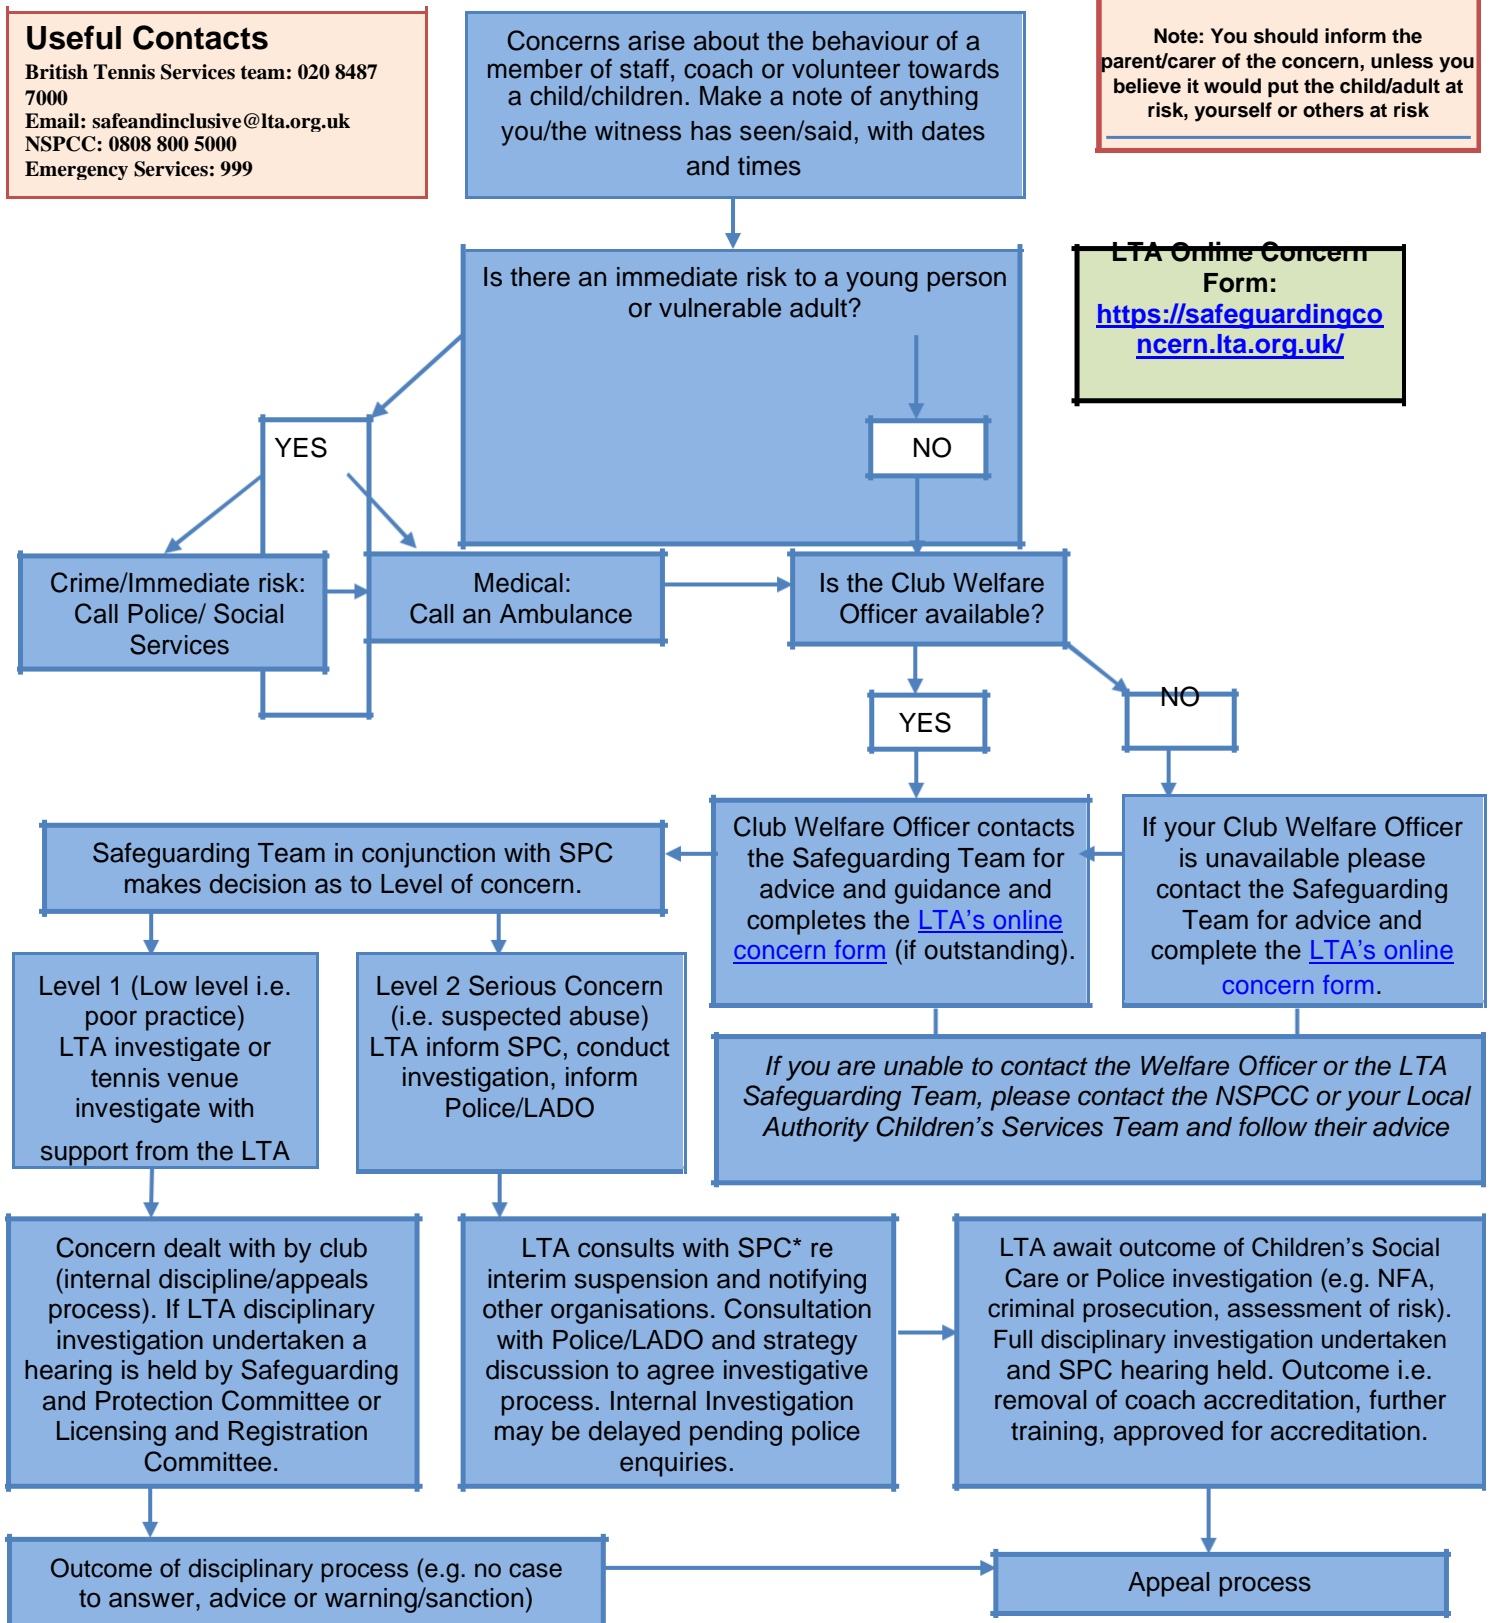 Useful Contacts
British Tennis Services team: 020 8487
7000
Email: safeandinclusive@lta.org.uk
NSPCC: 0808 800 5000
Emergency Services: 999
Concerns arise about the behaviour of a
member of staff, coach or volunteer towards
a child/children. Make a note of anything
you/the witness has seen/said, with dates
and times
Note: You should inform the
parent/carer of the concern, unless you
believe it would put the child/adult at
risk, yourself or others at risk
Is there an immediate risk to a young person
or vulnerable adult?
LTA Online Concern
Form:
https://safeguardingco
ncern.lta.org.uk/
YES
NO
Crime/Immediate risk:
Call Police/ Social
Services
Medical:
Call an Ambulance
Is the Club Welfare
Officer available?
YES
NO
Safeguarding Team in conjunction with SPC
makes decision as to Level of concern.
Club Welfare Officer contacts
the Safeguarding Team for
advice and guidance and
completes the LTA’s online
concern form (if outstanding).
If your Club Welfare Officer
is unavailable please
contact the Safeguarding
Team for advice and
complete the LTA’s online
concern form.
Level 1 (Low level i.e.
poor practice)
LTA investigate or
tennis venue
investigate with
support from the LTA
Level 2 Serious Concern
(i.e. suspected abuse)
LTA inform SPC, conduct
investigation, inform
Police/LADO
If you are unable to contact the Welfare Officer or the LTA
Safeguarding Team, please contact the NSPCC or your Local
Authority Children’s Services Team and follow their advice
Concern dealt with by club
(internal discipline/appeals
process). If LTA disciplinary
investigation undertaken a
hearing is held by Safeguarding
and Protection Committee or
Licensing and Registration
Committee.
LTA consults with SPC* re
interim suspension and notifying
other organisations. Consultation
with Police/LADO and strategy
discussion to agree investigative
process. Internal Investigation
may be delayed pending police
enquiries.
LTA await outcome of Children’s Social
Care or Police investigation (e.g. NFA,
criminal prosecution, assessment of risk).
Full disciplinary investigation undertaken
and SPC hearing held. Outcome i.e.
removal of coach accreditation, further
training, approved for accreditation.
Outcome of disciplinary process (e.g. no case
to answer, advice or warning/sanction)
Appeal process